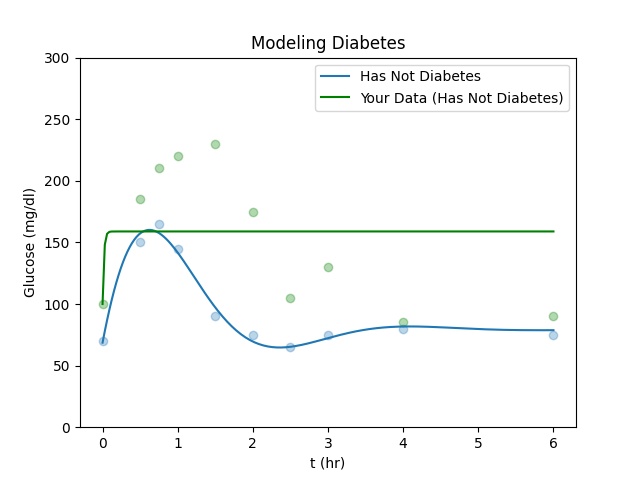 Modeling Diabetes
Has Not Diabetes
Your Data (Has Not Diabetes)
Glucose (mg/dl)
300
250
200
150
100
50
0
0 1 2 3 4 5 6
t (hr)